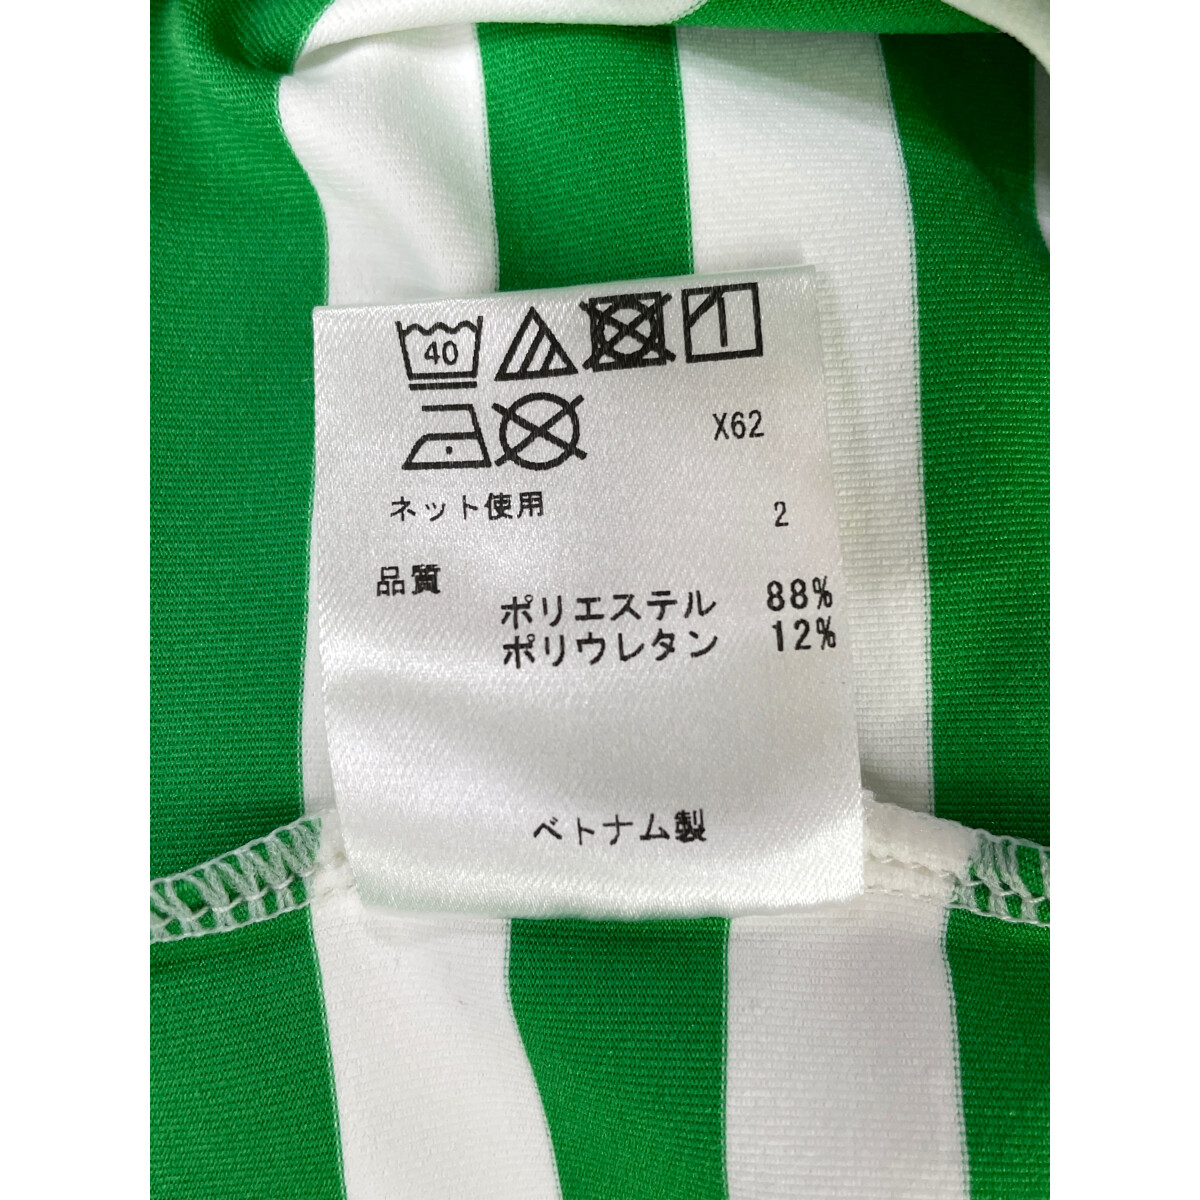 40
X62
ネット使用 2
品質
ポリエステル 88%
ポリウレタン 12%
ベトナム製